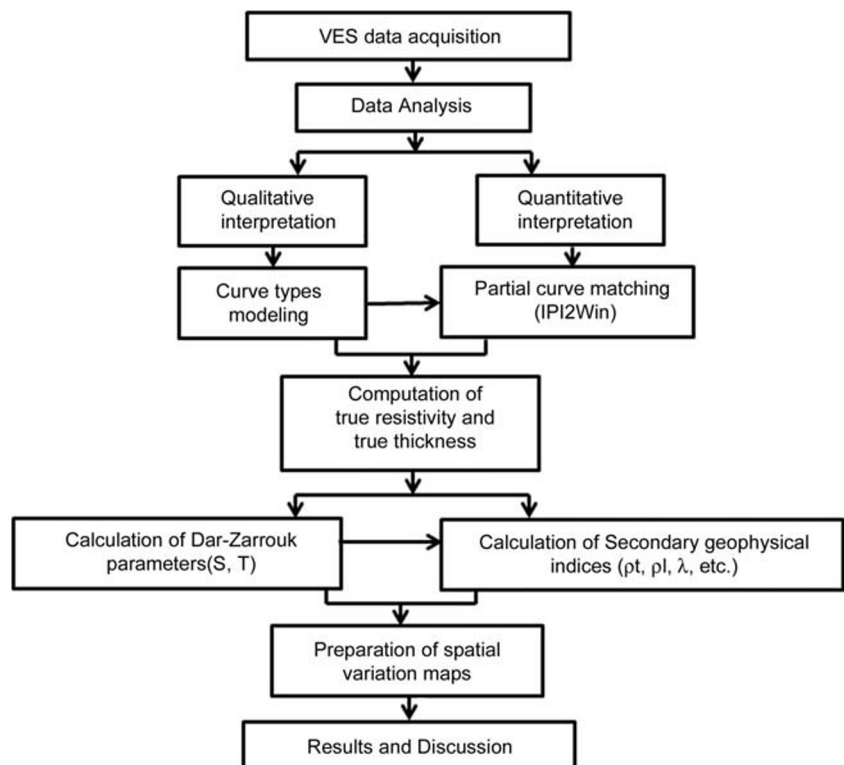 VES data acquisition
Data Analysis
Qualitative
interpretation
Quantitative
interpretation
Curve types
modeling
Partial curve matching
(IPI2Win)
Computation of
true resistivity and
true thickness
Calculation of Dar-Zarrouk
parameters(S, T)
Calculation of Secondary geophysical
indices (ρt, ρl, λ, etc.)
Preparation of spatial
variation maps
Results and Discussion